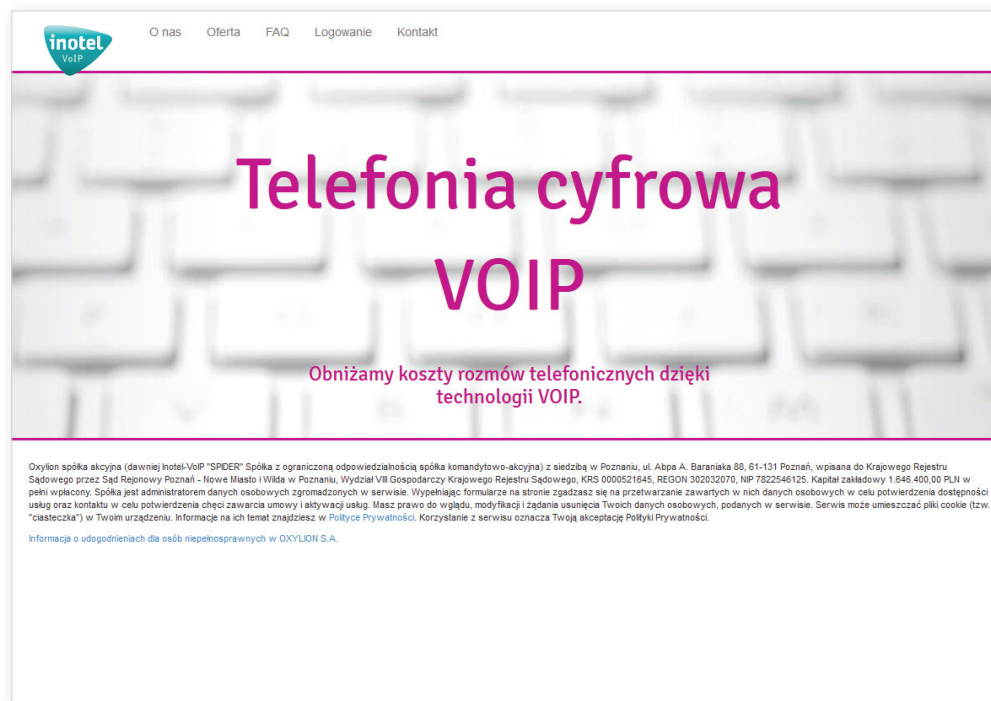 inotel
VoIP
O nas Oferta FAQ Logowanie Kontakt
Telefonia cyfrowa
VOIP
Obniżamy koszty rozmów telefonicznych dzięki
technologii VOIP.
Oxylion spółka akcyjna (dawniej Inotel-VoIP "SPIDER" Spółka z ograniczoną odpowiedzialnością spółka komandytowo-akcyjna) z siedzibą w Poznaniu, ul. Abpa A. Baraniaka 88, 61-131 Poznań, wpisana do Krajowego Rejestru
Sądowego przez Sąd Rejonowy Poznań - Nowe Miasto i Wilda w Poznaniu, Wydział VIII Gospodarczy Krajowego Rejestru Sądowego, KRS 0000521645, REGON 302032070, NIP 7822546125. Kapitał zakładowy 1.646.400,00 PLN w
pełni wpłacony. Spółka jest administratorem danych osobowych zgromadzonych w serwisie. Wypełniając formularze na stronie zgadzasz się na przetwarzanie zawartych w nich danych osobowych w celu potwierdzenia dostępności
usług oraz kontaktu w celu potwierdzenia chęci zawarcia umowy i aktywacji usług. Masz prawo do wglądu, modyfikacji i żądania usunięcia Twoich danych osobowych, podanych w serwisie. Serwis może umieszczać pliki cookie (tzw.
"ciasteczka") w Twoim urządzeniu. Informacje na ich temat znajdziesz w Polityce Prywatności. Korzystanie z serwisu oznacza Twoją akceptację Polityki Prywatności.
Informacja o udogodnieniach dla osób niepełnosprawnych w OXYLION S.A.